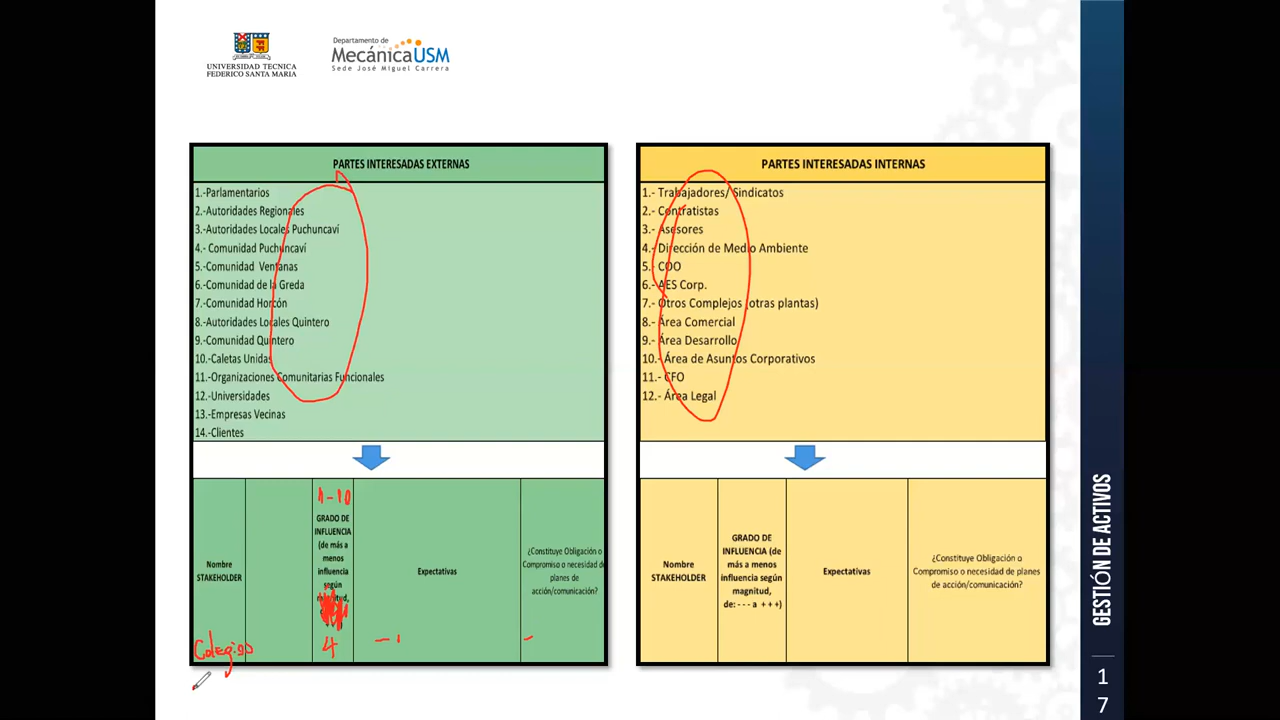 UNIVERSIDAD TECNICA
FEDERICO SANTA MARIA
Departamento de
MecánicaUSM
Sede José Miguel Carrera
PARTES INTERESADAS EXTERNAS
1.-Parlamentarios
2.-Autoridades Regionales
3.-Autoridades Locales Puchuncaví
4.- Comunidad Puchuncaví
5.-Comunidad Ventanas
6.-Comunidad de la Greda
7.-Comunidad Horcón
8.-Autoridades Locales Quintero
9.-Comunidad Quintero
10.-Caletas Unidas
11.-Organizaciones Comunitarias Funcionales
12.-Universidades
13.-Empresas Vecinas
14.-Clientes
1-10
Nombre
STAKEHOLDER
GRADO DE
INFLUENCIA
(de más a
menos
influencia
según
magnitud,
Expectativas
¿Constituye Obligación o
Compromiso o necesidad de
planes de
acción/comunicación?
Colegios
4
PARTES INTERESADAS INTERNAS
1.- Trabajadores/ Sindicatos
2.- Contratistas
3.- Asesores
4.- Dirección de Medio Ambiente
5.- COO
6.- AES Corp.
7.- Otros Complejos (otras plantas)
8.- Área Comercial
9.- Área Desarrollo
10.- Área de Asuntos Corporativos
11.- CFO
12.- Área Legal
Nombre
STAKEHOLDER
GRADO DE
INFLUENCIA (de
más a menos
influencia según
magnitud,
de: - - - a + + +)
Expectativas
¿Constituye Obligación o
Compromiso o necesidad de planes
de acción/comunicación?
GESTIÓN DE ACTIVOS
1
7